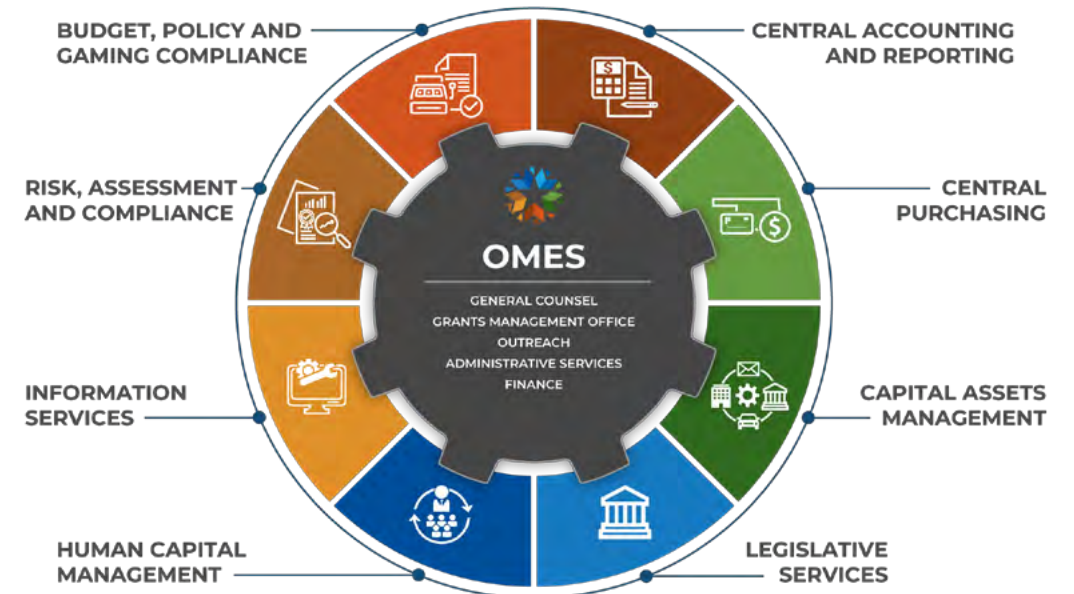 BUDGET, POLICY AND
GAMING COMPLIANCE
CENTRAL ACCOUNTING
AND REPORTING
RISK, ASSESSMENT
AND COMPLIANCE
CENTRAL
PURCHASING
OMES
GENERAL COUNSEL
GRANTS MANAGEMENT OFFICE
OUTREACH
ADMINISTRATIVE SERVICES
FINANCE
INFORMATION
SERVICES
CAPITAL ASSETS
MANAGEMENT
HUMAN CAPITAL
MANAGEMENT
LEGISLATIVE
SERVICES